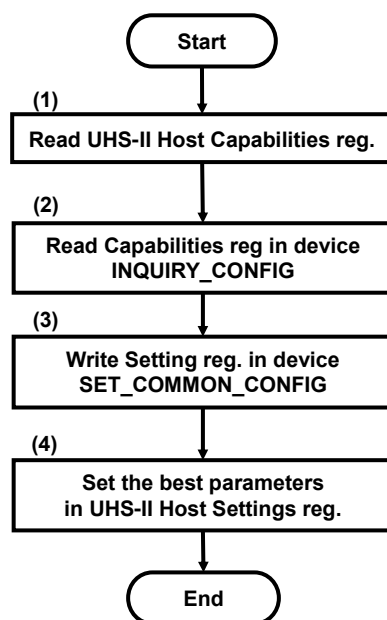 Start
(1)
Read UHS-II Host Capabilities reg.
(2)
Read Capabilities reg in device
INQUIRY_CONFIG
(3)
Write Setting reg. in device
SET_COMMON_CONFIG
(4)
Set the best parameters
in UHS-II Host Settings reg.
End